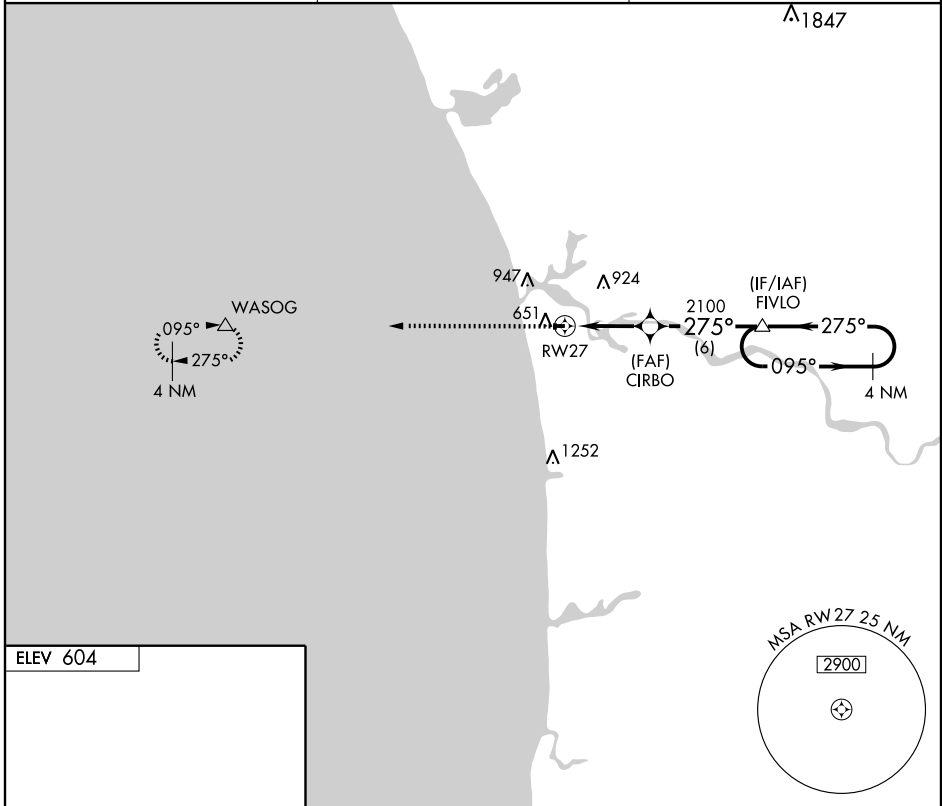 1847
947
924
(IF/IAF)
FIVLO
WASOG
651
2100
095°
275°
275°
(6)
RW27
(FAF)
CIRBO
275°
095°
4 NM
4 NM
1252
MSA RW27 25 NM
ELEV 604
2900